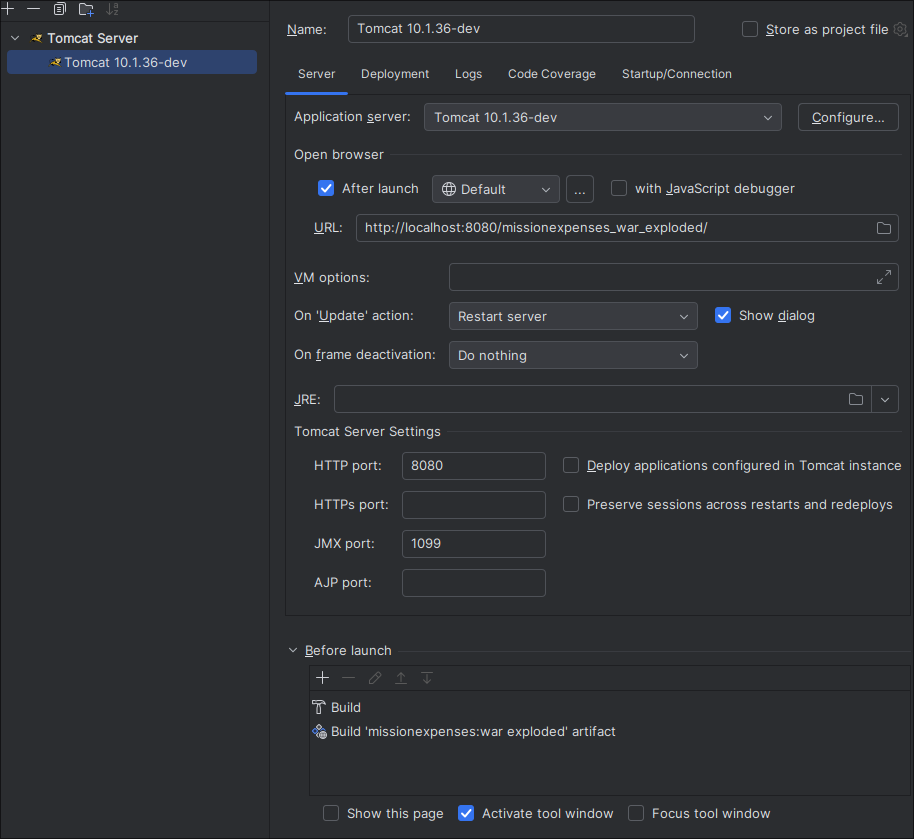 Tomcat Server
Tomcat 10.1.36-dev
Name: Tomcat 10.1.36-dev Store as project file
Server Deployment Logs Code Coverage Startup/Connection
Application server: Tomcat 10.1.36-dev Configure...
Open browser
After launch Default ... with JavaScript debugger
URL: http://localhost:8080/missionexpenses_war_exploded/
VM options:
On 'Update' action: Restart server Show dialog
On frame deactivation: Do nothing
JRE:
Tomcat Server Settings
HTTP port: 8080 Deploy applications configured in Tomcat instance
HTTPs port: Preserve sessions across restarts and redeploys
JMX port: 1099
AJP port:
Before launch
Build
Build 'missionexpenses:war exploded' artifact
Show this page Activate tool window Focus tool window